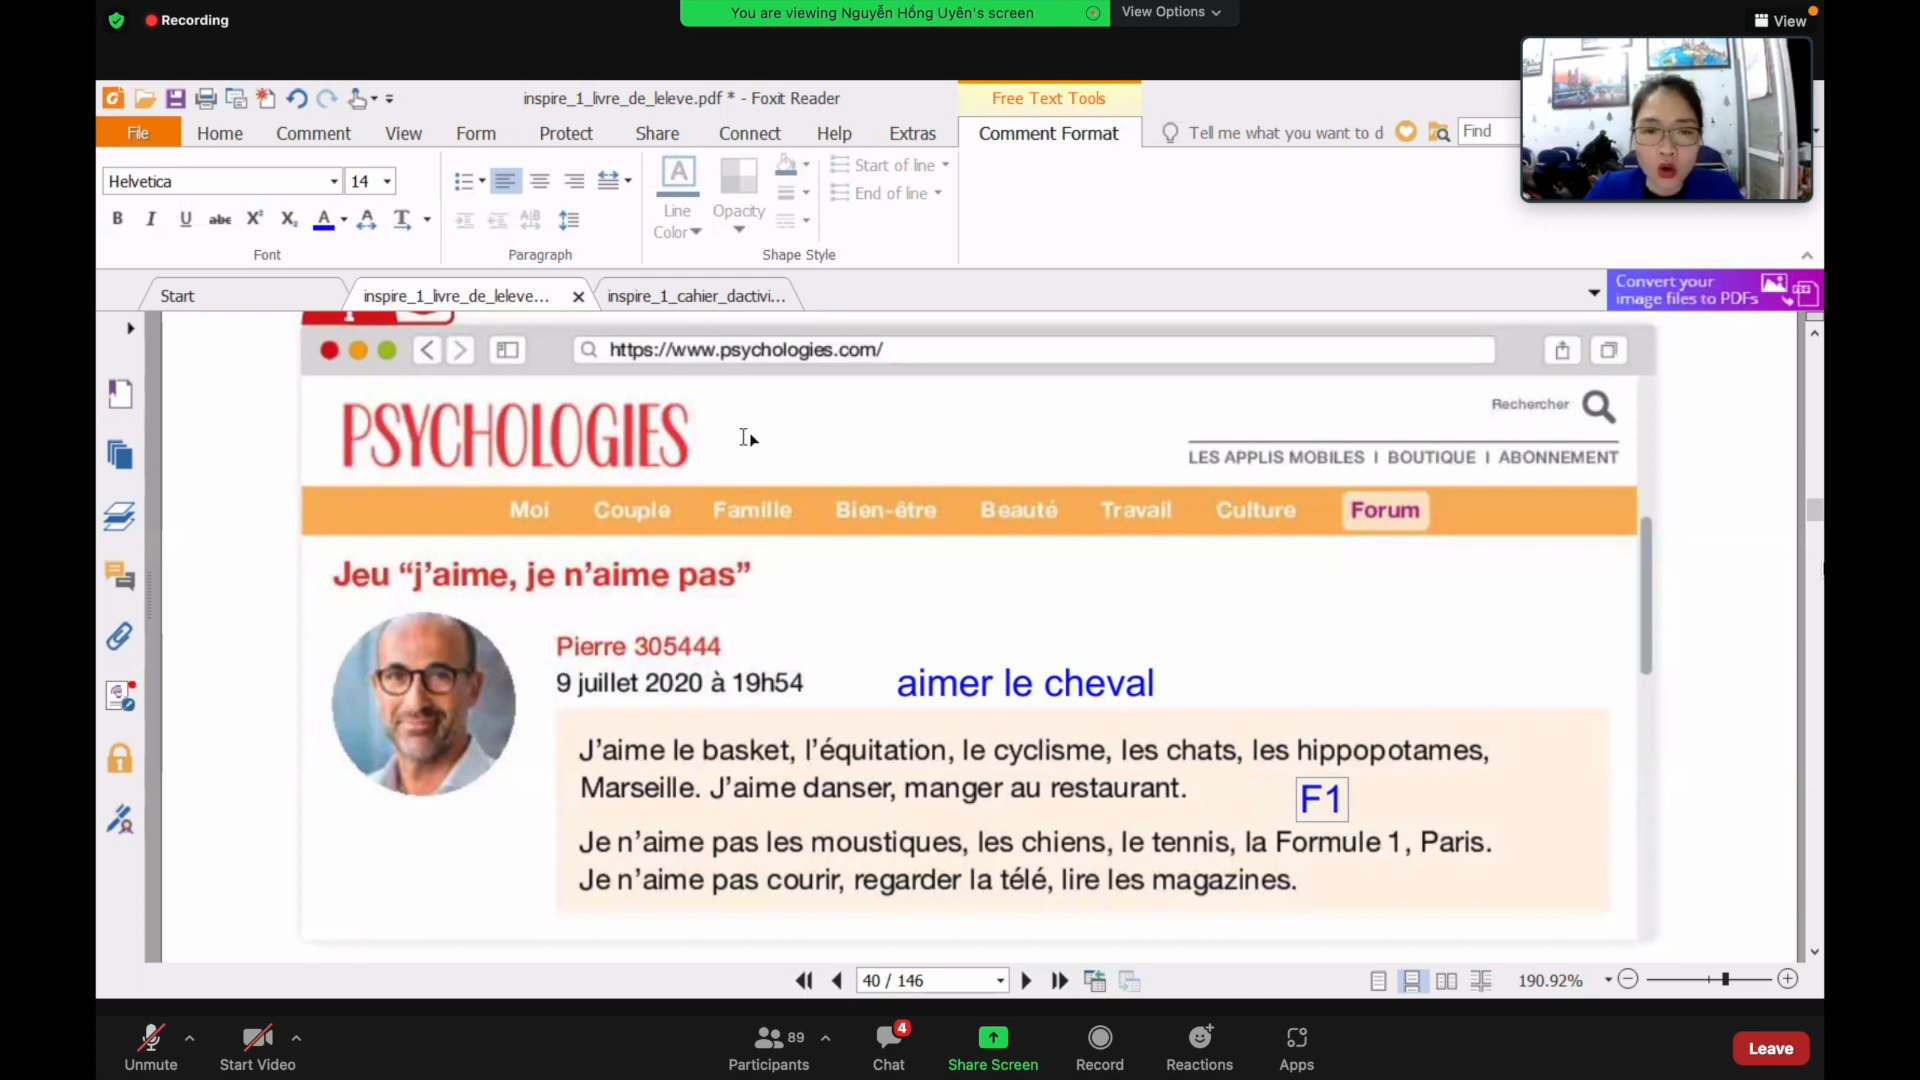 Recording
You are viewing Nguyễn Hồng Uyên's screen
View Options
View
inspire_1_livre_de_leleve.pdf * - Foxit Reader
Free Text Tools
File
Home
Comment
View
Form
Protect
Share
Connect
Help
Extras
Comment Format
Tell me what you want to d
Find
Helvetica
14
Start of line
End of line
Line
Color
Opacity
Font
Paragraph
Shape Style
Start
inspire_1_livre_de_leleve...
inspire_1_cahier_dactivi...
Convert your
image files to PDFs
https://www.psychologies.com/
PSYCHOLOGIES
Rechercher
LES APPLIS MOBILES I BOUTIQUE I ABONNEMENT
Moi
Couple
Famille
Bien-être
Beauté
Travail
Culture
Forum
Jeu “j’aime, je n’aime pas”
Pierre 305444
9 juillet 2020 à 19h54
aimer le cheval
J’aime le basket, l’équitation, le cyclisme, les chats, les hippopotames,
Marseille. J’aime danser, manger au restaurant.
F1
Je n’aime pas les moustiques, les chiens, le tennis, la Formule 1, Paris.
Je n’aime pas courir, regarder la télé, lire les magazines.
40 / 146
190.92%
Unmute
Start Video
89
Participants
4
Chat
Share Screen
Record
Reactions
Apps
Leave